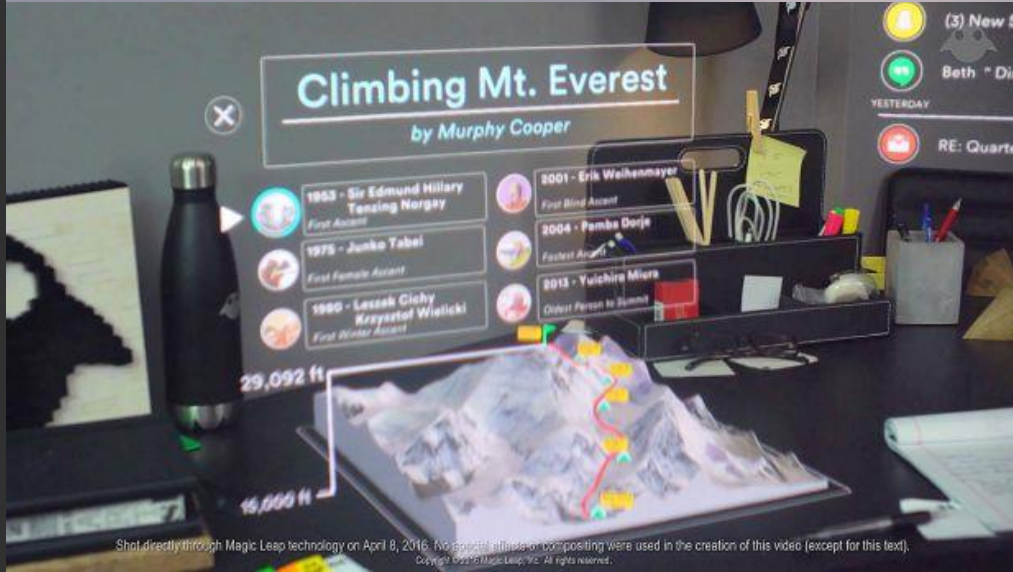 Climbing Mt. Everest
by Murphy Cooper
1953 - Sir Edmund Hillary
Tenzing Norgay
First Ascent
1975 - Junko Tabei
First Female Ascent
1980 - Leszek Cichy
Krzysztof Wielicki
First Winter Ascent
2001 - Erik Weihenmayer
First Blind Ascent
2004 - Pemba Dorje
Fastest Ascent
2013 - Yuichiro Miura
Oldest Person to Summit
29,092 ft
15,000 ft
(3) New
Beth "Di
YESTERDAY
RE: Quarte
Shot directly through Magic Leap technology on April 8, 2016. No special effects or compositing were used in the creation of this video (except for this text).
Copyright © 2016 Magic Leap, Inc. All rights reserved.